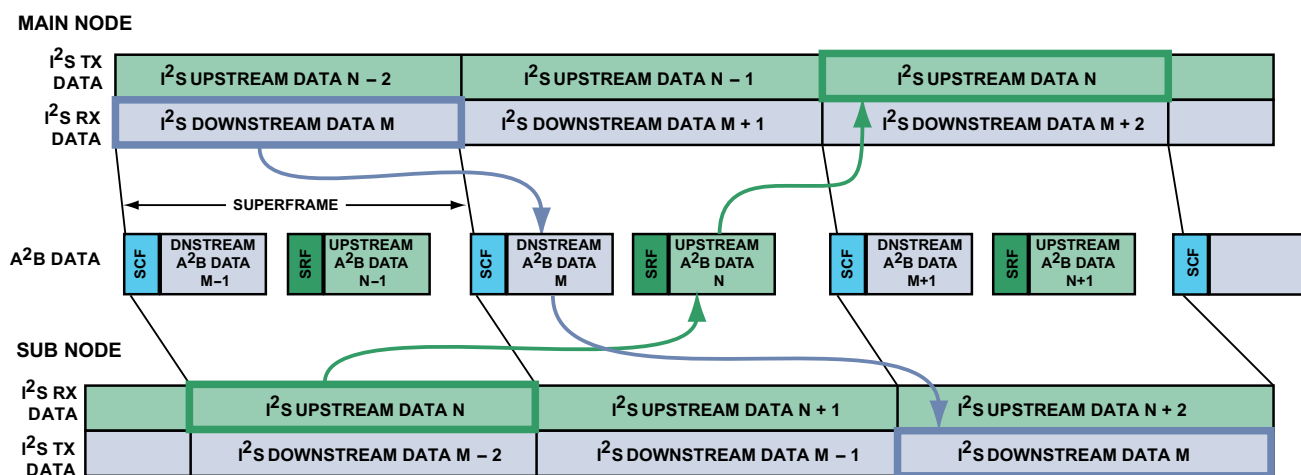 MAIN NODE
I²S TX
DATA
I²S UPSTREAM DATA N – 2
I²S UPSTREAM DATA N – 1
I²S UPSTREAM DATA N
I²S RX
DATA
I²S DOWNSTREAM DATA M
I²S DOWNSTREAM DATA M + 1
I²S DOWNSTREAM DATA M + 2
SUPERFRAME
A²B DATA
SCF
DNSTREAM
A²B DATA
M–1
SRF
UPSTREAM
A²B DATA
N–1
SCF
DNSTREAM
A²B DATA
M
SRF
UPSTREAM
A²B DATA
N
SCF
DNSTREAM
A²B DATA
M+1
SRF
UPSTREAM
A²B DATA
N+1
SCF
SUB NODE
I²S RX
DATA
I²S UPSTREAM DATA N
I²S UPSTREAM DATA N + 1
I²S UPSTREAM DATA N + 2
I²S TX
DATA
I²S DOWNSTREAM DATA M – 2
I²S DOWNSTREAM DATA M – 1
I²S DOWNSTREAM DATA M